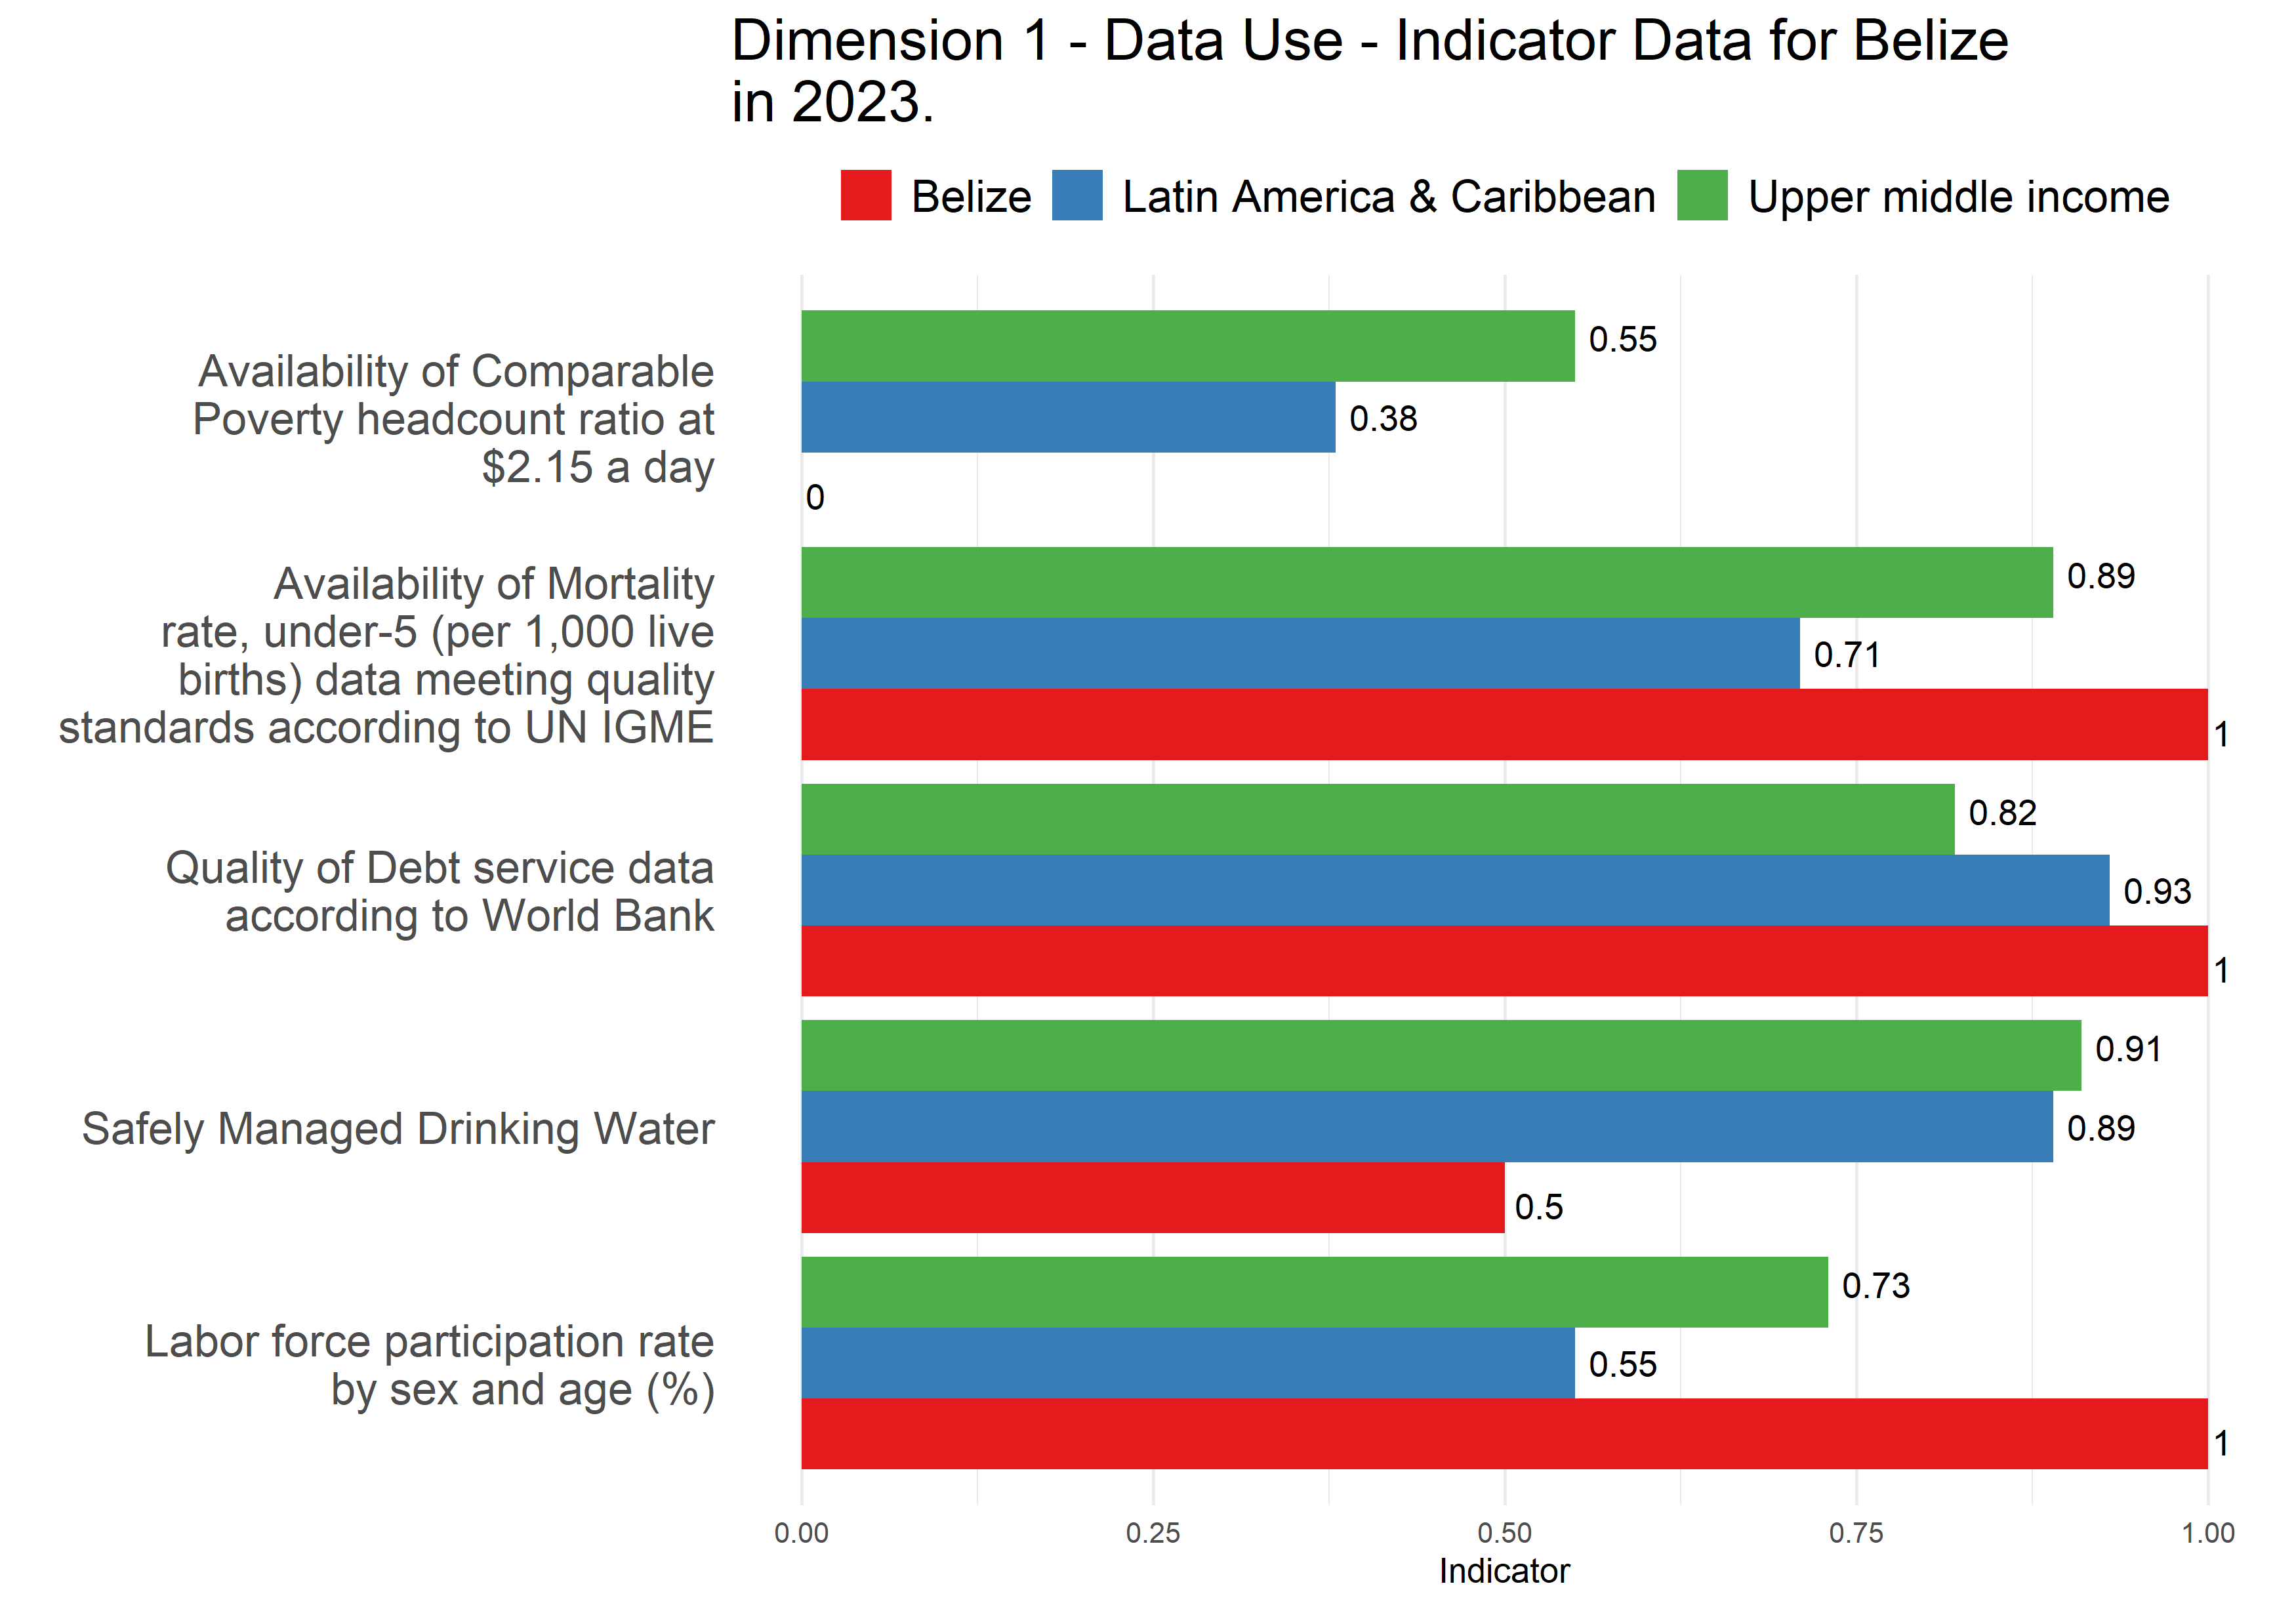 Dimension 1 - Data Use - Indicator Data for Belize
in 2023.
Belize
Latin America & Caribbean
Upper middle income
Availability of Comparable
Poverty headcount ratio at
$2.15 a day
0.55
0.38
0
Availability of Mortality
rate, under-5 (per 1,000 live
births) data meeting quality
standards according to UN IGME
0.89
0.71
1
Quality of Debt service data
according to World Bank
0.82
0.93
1
Safely Managed Drinking Water
0.91
0.89
0.5
Labor force participation rate
by sex and age (%)
0.73
0.55
1
0.00
0.25
0.50
0.75
1.00
Indicator